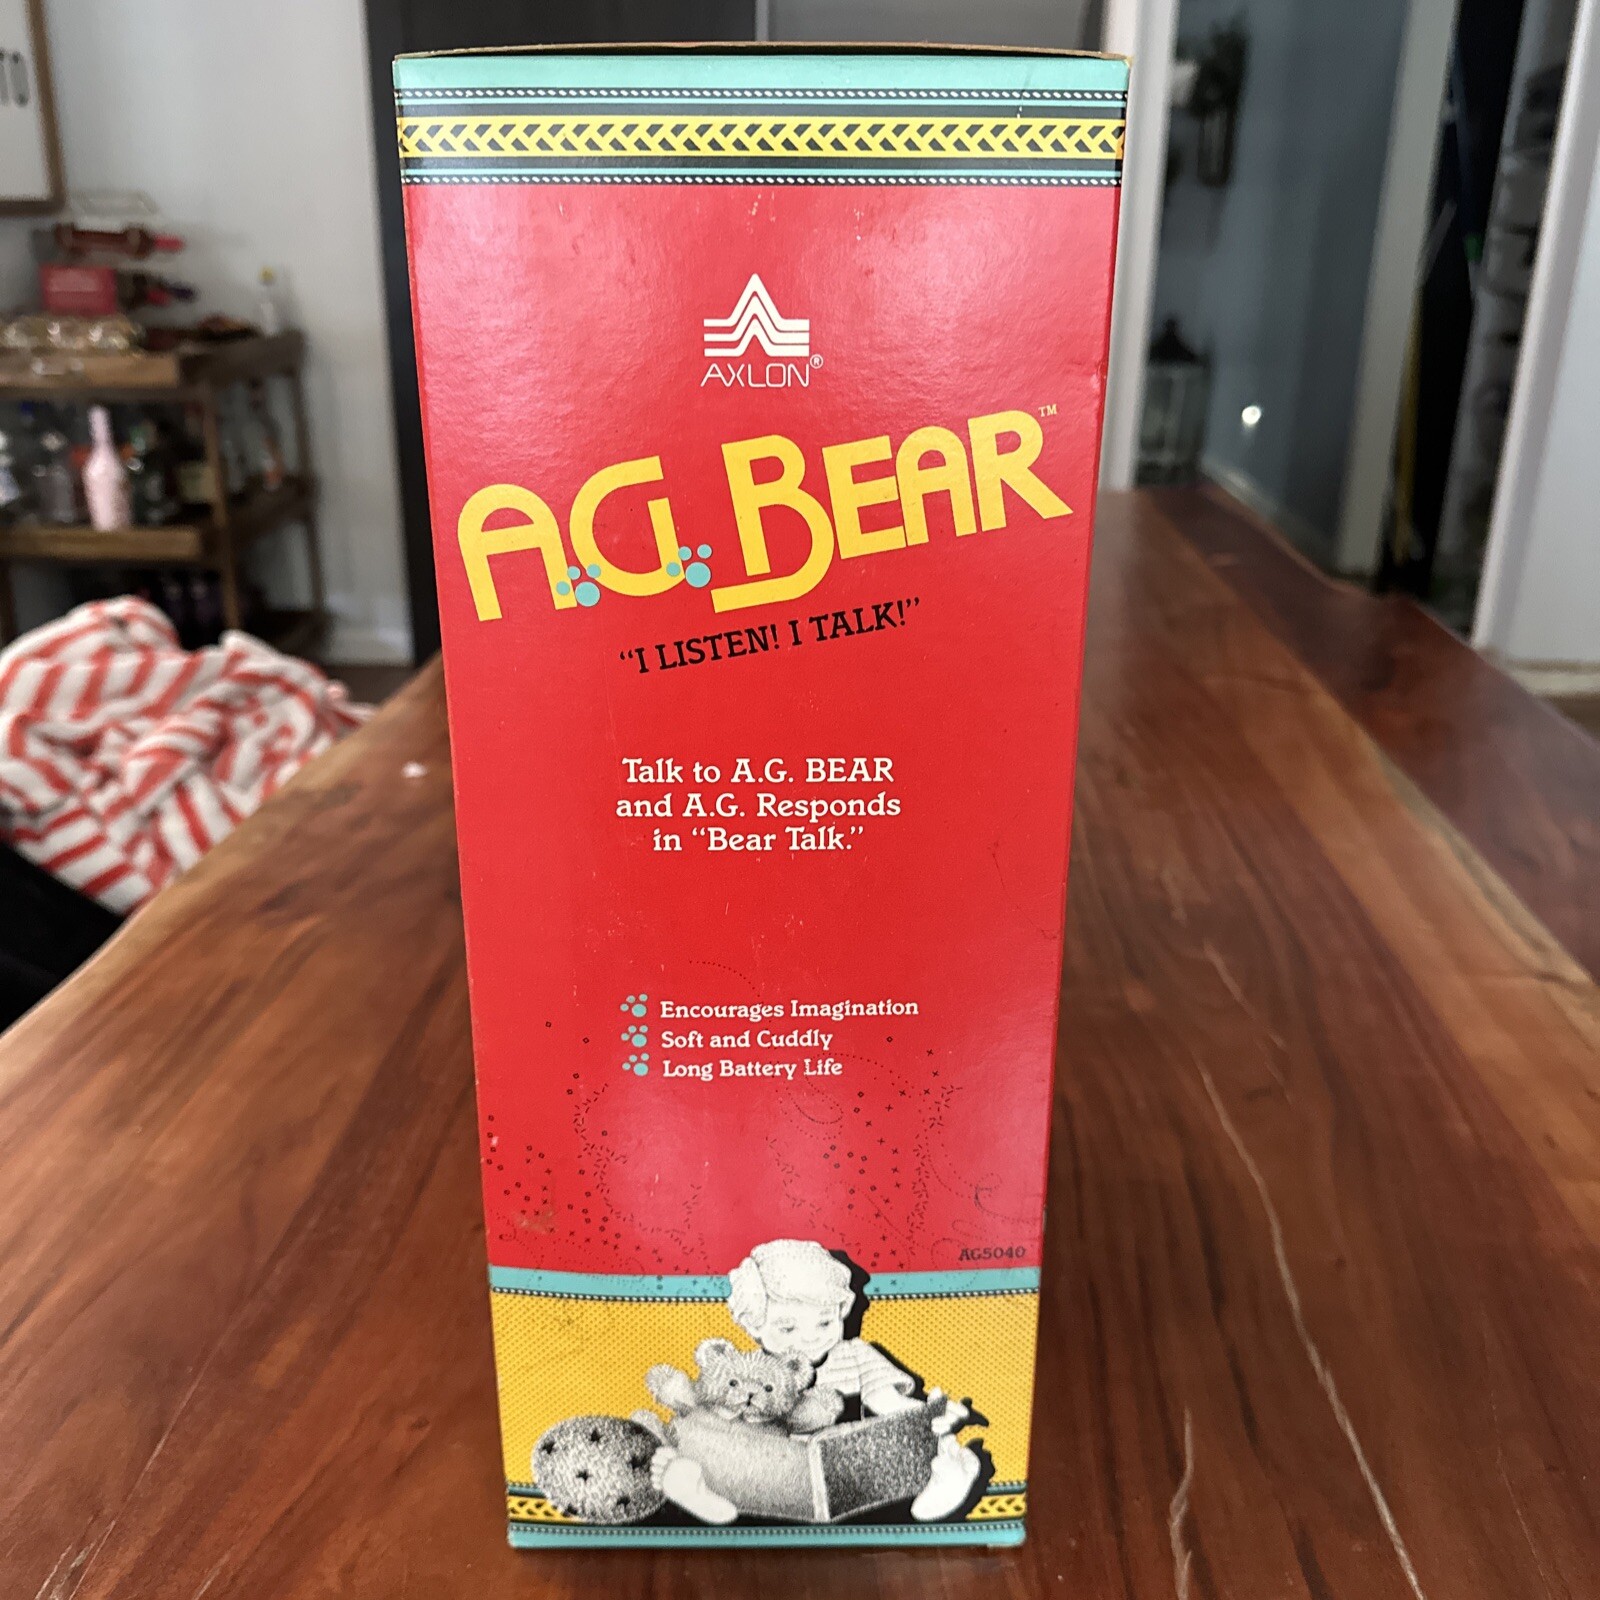 AXLON®
A.G. BEAR™
“I LISTEN! I TALK!”
Talk to A.G. BEAR
and A.G. Responds
in “Bear Talk.”
Encourages Imagination
Soft and Cuddly
Long Battery Life
AG5040